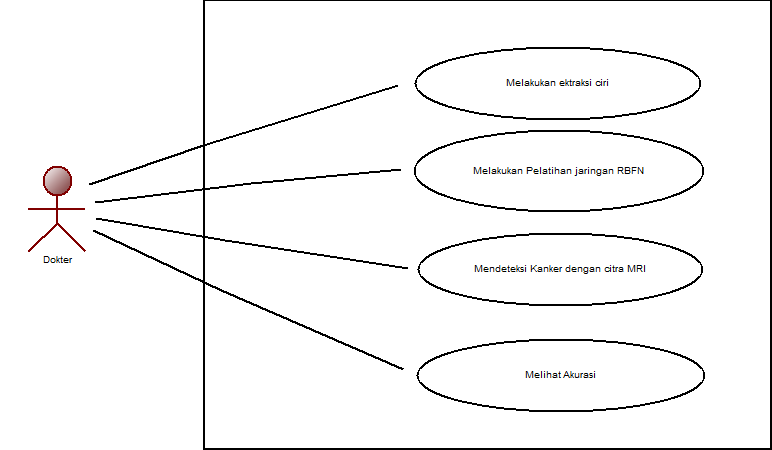 Melakukan ektraksi ciri
Melakukan Pelatihan jaringan RBFN
Dokter
Mendeteksi Kanker dengan citra MRI
Melihat Akurasi